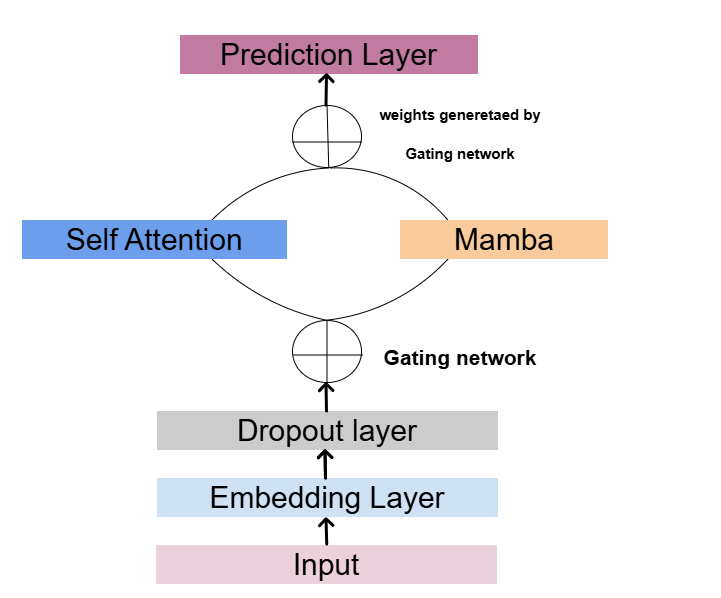 Prediction Layer
weights generetaed by
Gating network
Self Attention
Mamba
Gating network
Dropout layer
Embedding Layer
Input